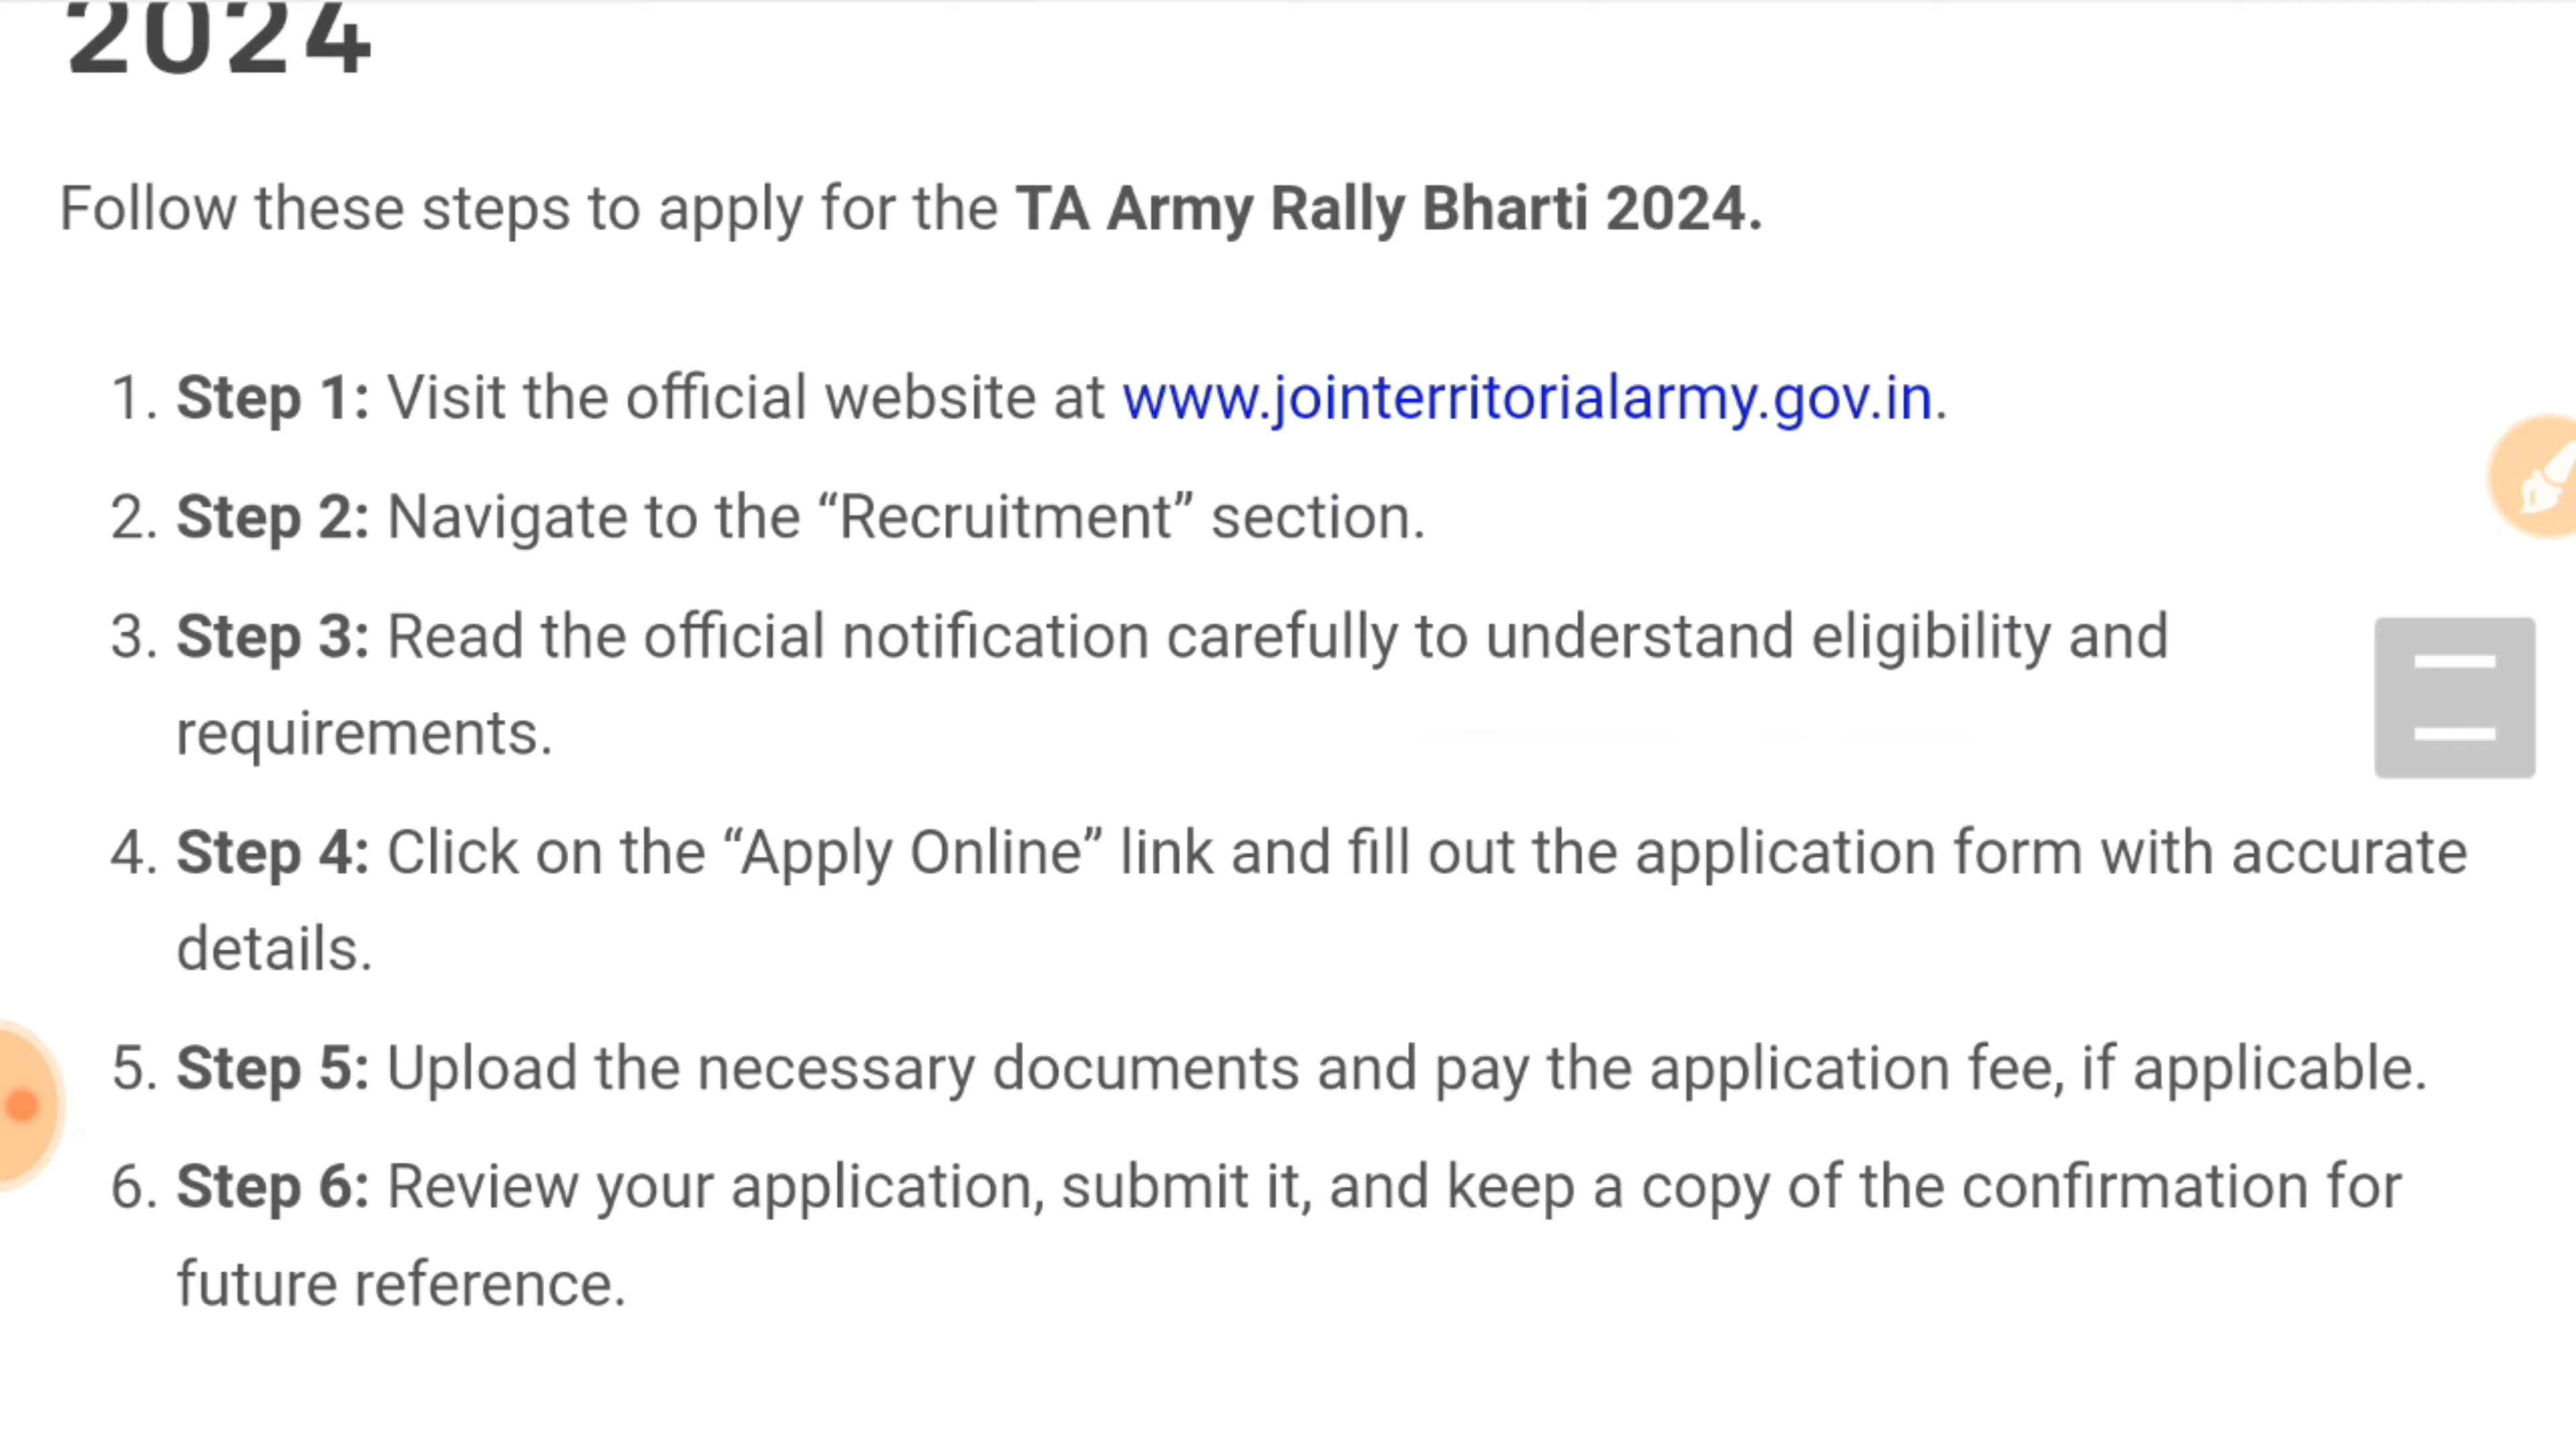 2024
Follow these steps to apply for the TA Army Rally Bharti 2024.
1. Step 1: Visit the official website at www.jointerritorialarmy.gov.in.
2. Step 2: Navigate to the “Recruitment” section.
3. Step 3: Read the official notification carefully to understand eligibility and
requirements.
4. Step 4: Click on the “Apply Online” link and fill out the application form with accurate
details.
5. Step 5: Upload the necessary documents and pay the application fee, if applicable.
6. Step 6: Review your application, submit it, and keep a copy of the confirmation for
future reference.